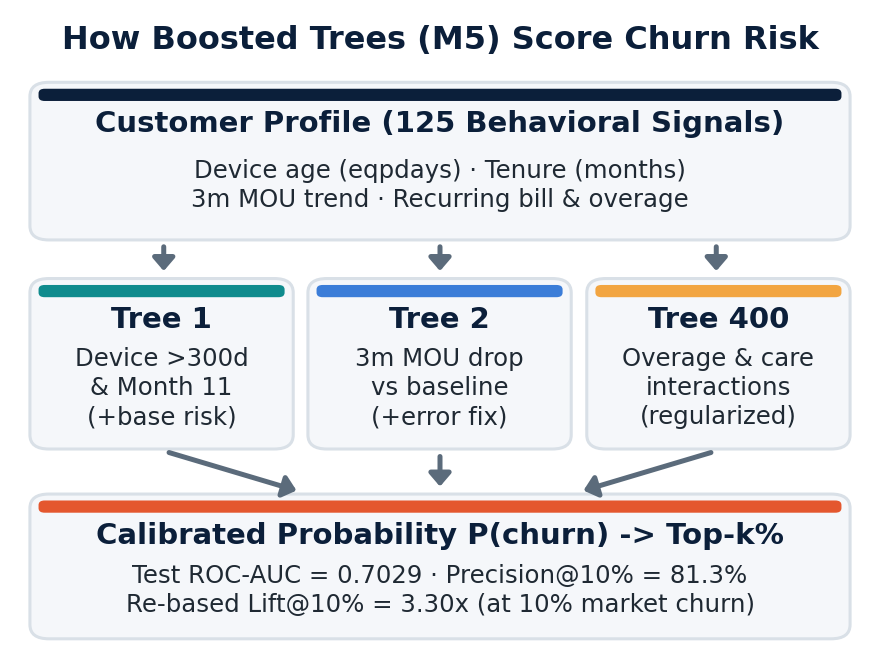 How Boosted Trees (M5) Score Churn Risk
Customer Profile (125 Behavioral Signals)
Device age (eqpdays) · Tenure (months)
3m MOU trend · Recurring bill & overage
Tree 1
Device >300d
& Month 11
(+base risk)
Tree 2
3m MOU drop
vs baseline
(+error fix)
Tree 400
Overage & care
interactions
(regularized)
Calibrated Probability P(churn) -> Top-k%
Test ROC-AUC = 0.7029 · Precision@10% = 81.3%
Re-based Lift@10% = 3.30x (at 10% market churn)